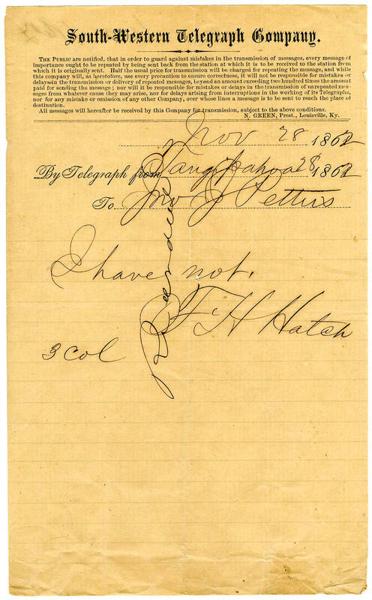 South-Western Telegraph Company.
THE PUBLIC are notified, that in order to guard against mistakes in the transmission of messages, every message of
importance ought to be repeated by being sent back from the station at which it is to be received to the station from
which it is originally sent. Half the usual price for transmission will be charged for repeating the message, and while
this company will, as heretofore, use every precaution to ensure correctness, it will not be responsible for mistakes or
delays in the transmission or delivery of repeated messages, beyond an amount exceeding two hundred times the amount
paid for sending the message; nor will it be responsible for mistakes or delays in the transmission of unrepeated mes-
sages from whatever cause they may arise, nor for delays arising from interruptions in the working of its Telegraphs,
nor for any mistake or omission of any other Company, over whose lines a message is to be sent to reach the place of
destination.
All messages will hereafter be received by this Company for transmission, subject to the above conditions.
N. GREEN, Prest., Louisville, Ky.
Nov 28 1862
By Telegraph from Tangipahoa 28 1862
To Jno J Pettus
I have not.
F H Hatch
3 Col